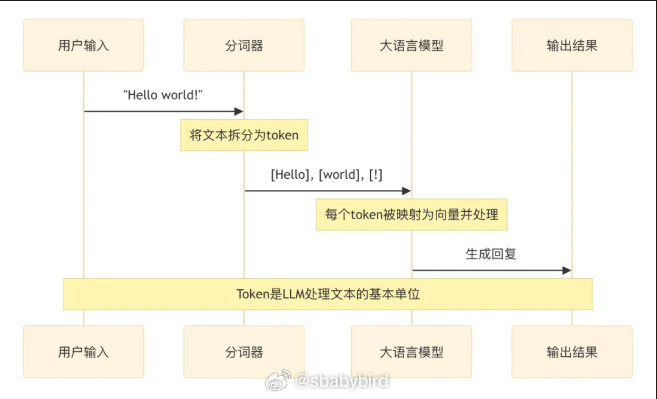 用户输入 分词器 大语言模型 输出结果
"Hello world!"
将文本拆分为token
[Hello], [world], [!]
每个token被映射为向量并处理
生成回复
Token是LLM处理文本的基本单位
用户输入 分词器 大语言模型 输出结果
@sbabybird